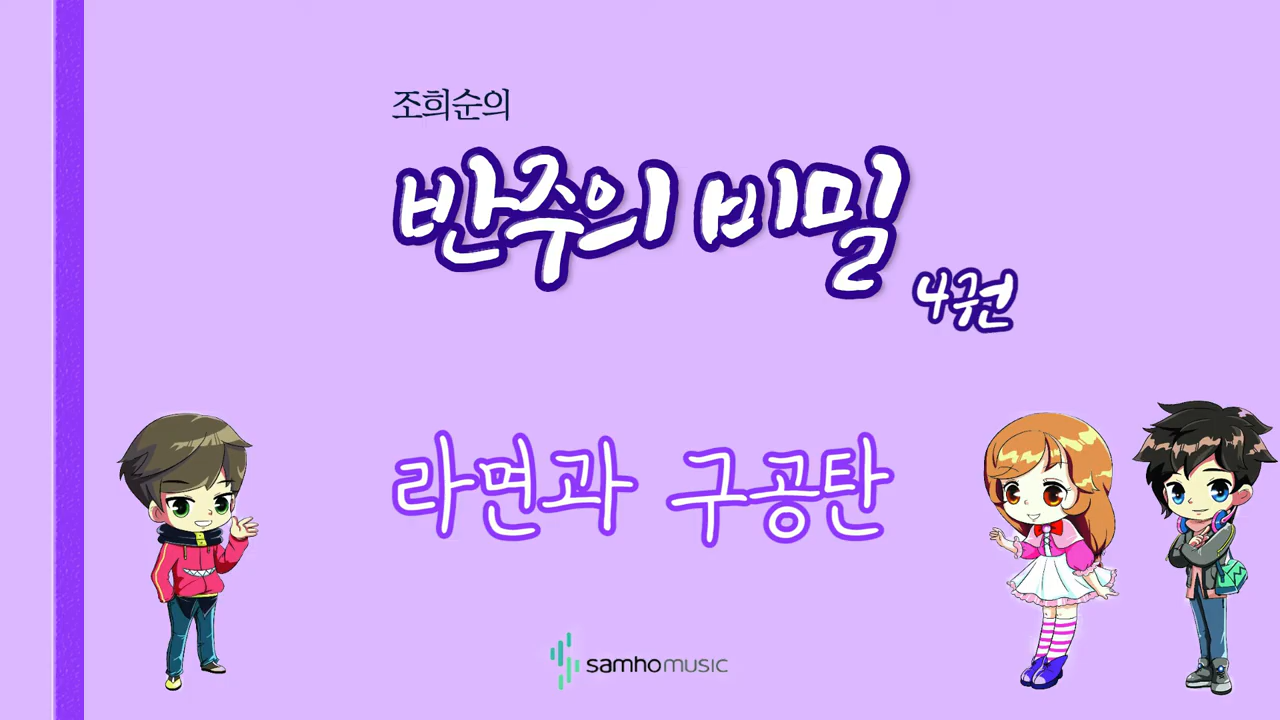 조희순의
반주의 비밀
4권
라면과 구공탄
samhomusic